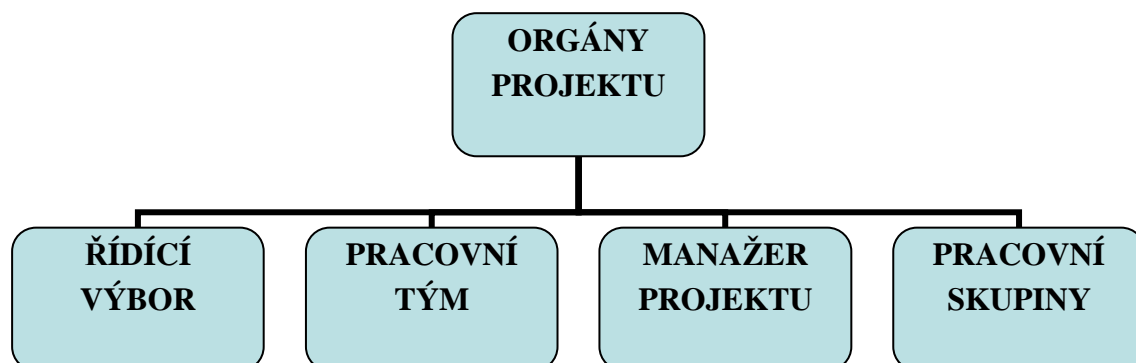 ORGÁNY
PROJEKTU
ŘÍDÍCÍ
VÝBOR
PRACOVNÍ
TÝM
MANAŽER
PROJEKTU
PRACOVNÍ
SKUPINY